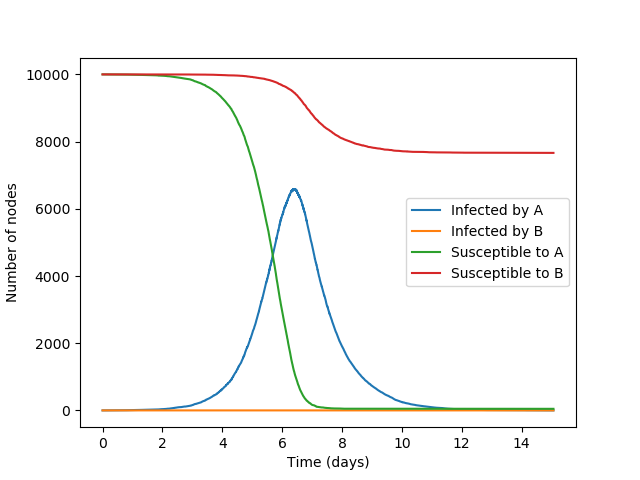 10000
8000
6000
4000
2000
0
Number of nodes
Infected by A
Infected by B
Susceptible to A
Susceptible to B
0 2 4 6 8 10 12 14
Time (days)